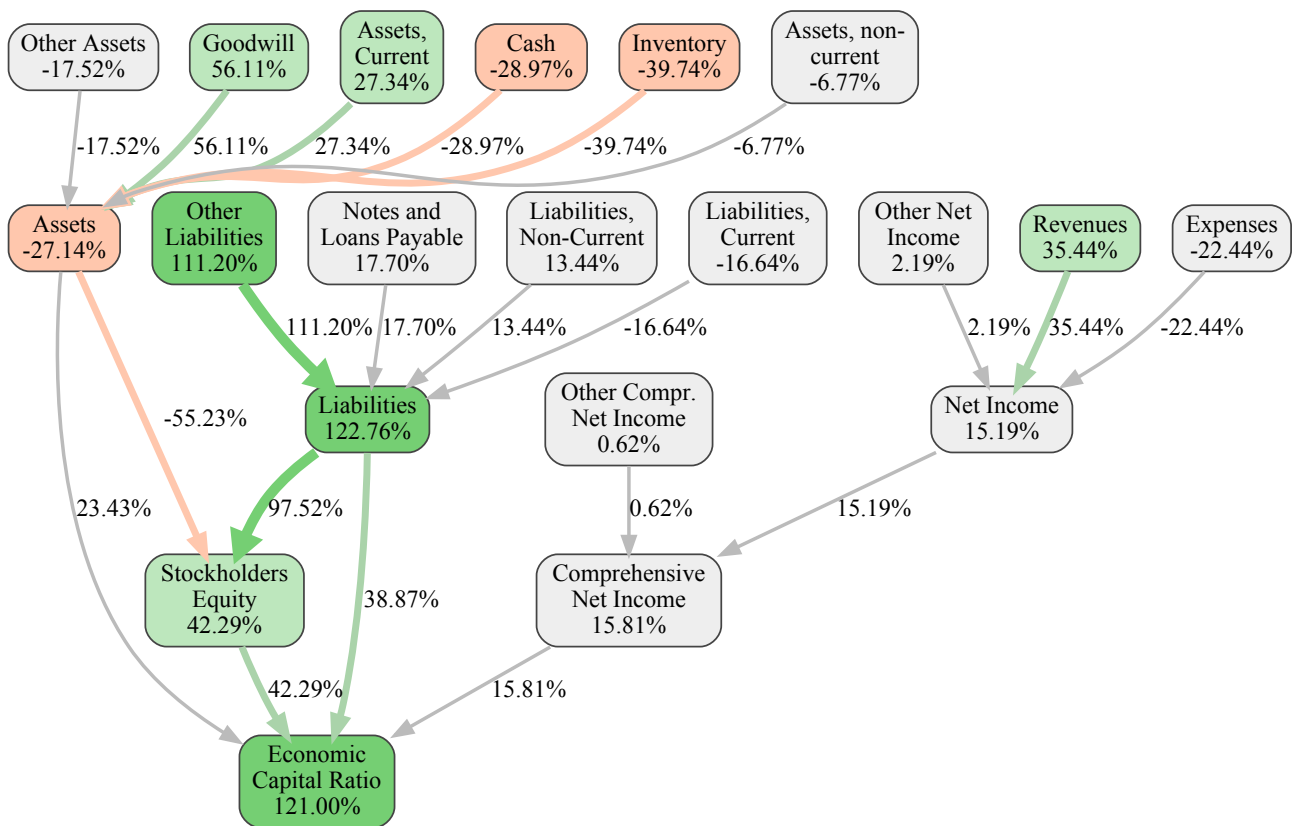 Other Assets
-17.52%
Goodwill
56.11%
Assets,
Current
27.34%
Cash
-28.97%
Inventory
-39.74%
Assets, non-
current
-6.77%
-17.52%
56.11%
27.34%
-28.97%
-39.74%
-6.77%
Assets
-27.14%
Other
Liabilities
111.20%
Notes and
Loans Payable
17.70%
Liabilities,
Non-Current
13.44%
Liabilities,
Current
-16.64%
Other Net
Income
2.19%
Revenues
35.44%
Expenses
-22.44%
111.20%
17.70%
13.44%
-16.64%
2.19%
35.44%
-22.44%
-55.23%
Liabilities
122.76%
Other Compr.
Net Income
0.62%
Net Income
15.19%
23.43%
97.52%
0.62%
15.19%
Stockholders
Equity
42.29%
38.87%
Comprehensive
Net Income
15.81%
42.29%
15.81%
Economic
Capital Ratio
121.00%